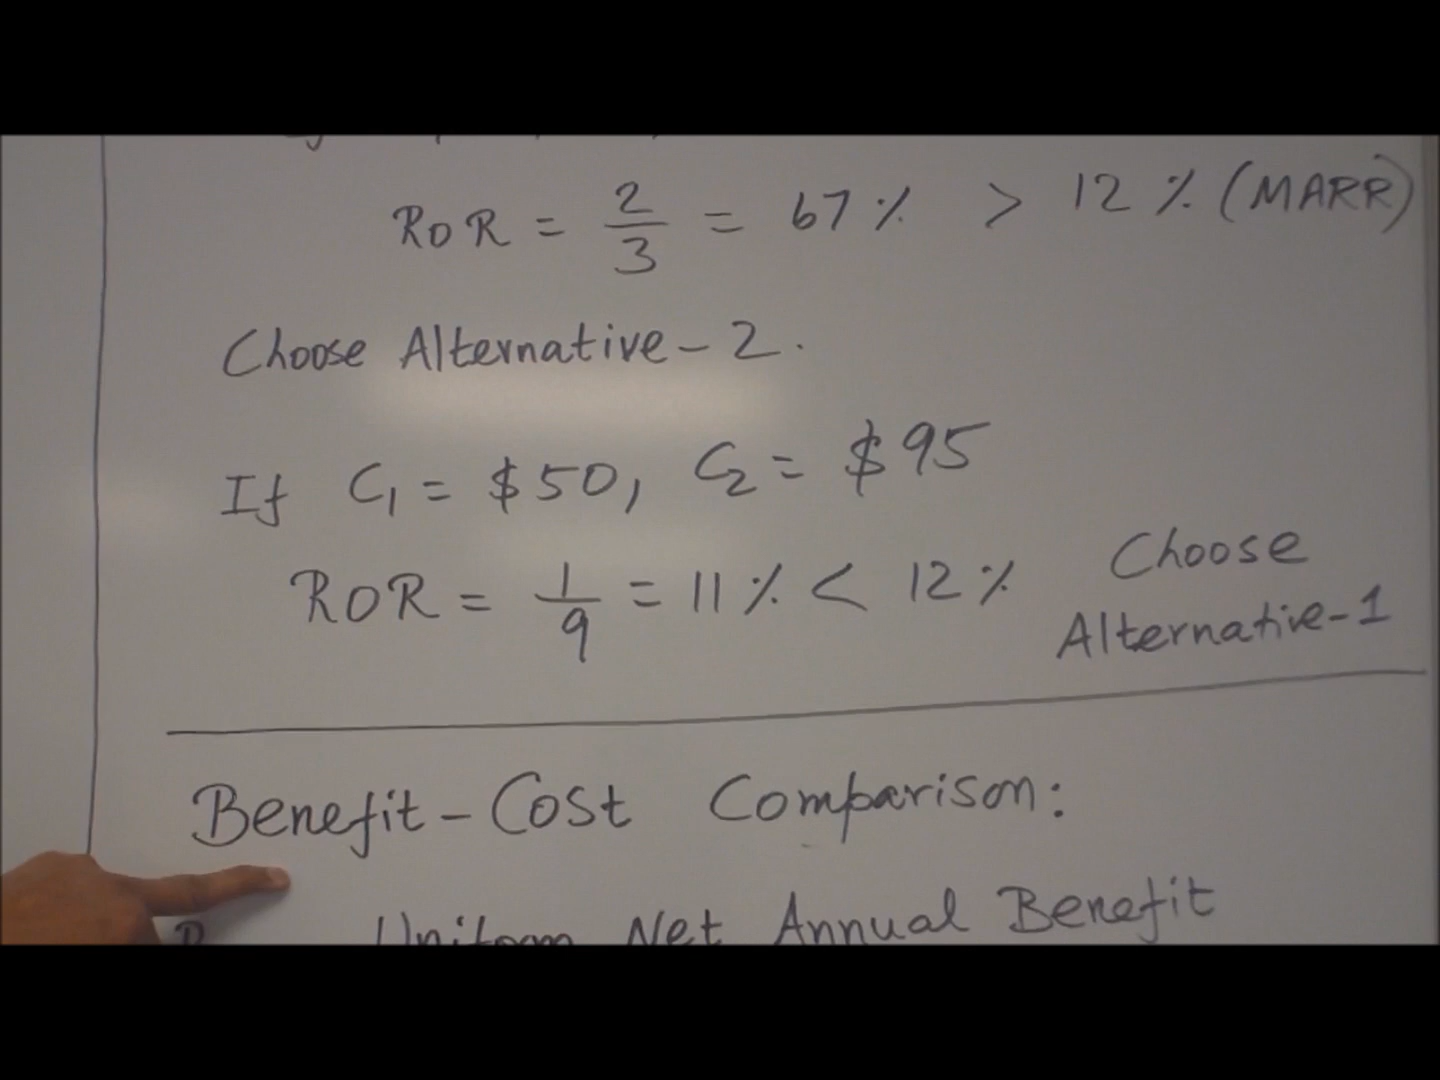 ROR = 2/3 = 67 % > 12 % (MARR)
Choose Alternative-2.
If C₁ = $50, C₂ = $95
ROR = 1/9 = 11 % < 12 % Choose Alternative-1
Benefit-Cost Comparison:
Net Annual Benefit